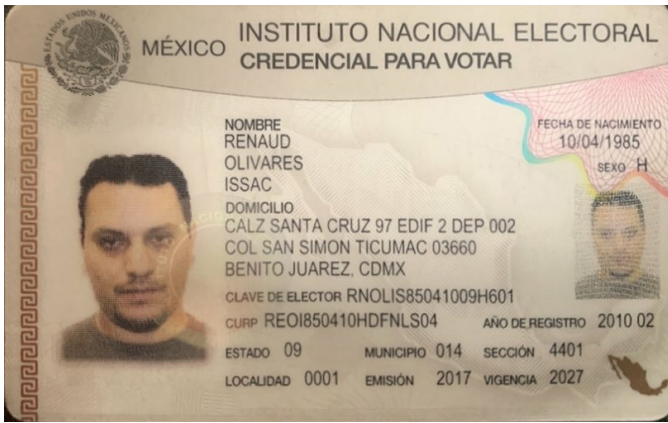 ESTADOS UNIDOS MEXICANOS
MÉXICO
INSTITUTO NACIONAL ELECTORAL
CREDENCIAL PARA VOTAR
NOMBRE
RENAUD
OLIVARES
ISSAC
FECHA DE NACIMIENTO
10/04/1985
SEXO H
DOMICILIO
CALZ SANTA CRUZ 97 EDIF 2 DEP 002
COL SAN SIMON TICUMAC 03660
BENITO JUAREZ, CDMX
CLAVE DE ELECTOR RNOLIS85041009H601
CURP REOI850410HDFNLS04 AÑO DE REGISTRO 2010 02
ESTADO 09 MUNICIPIO 014 SECCIÓN 4401
LOCALIDAD 0001 EMISIÓN 2017 VIGENCIA 2027